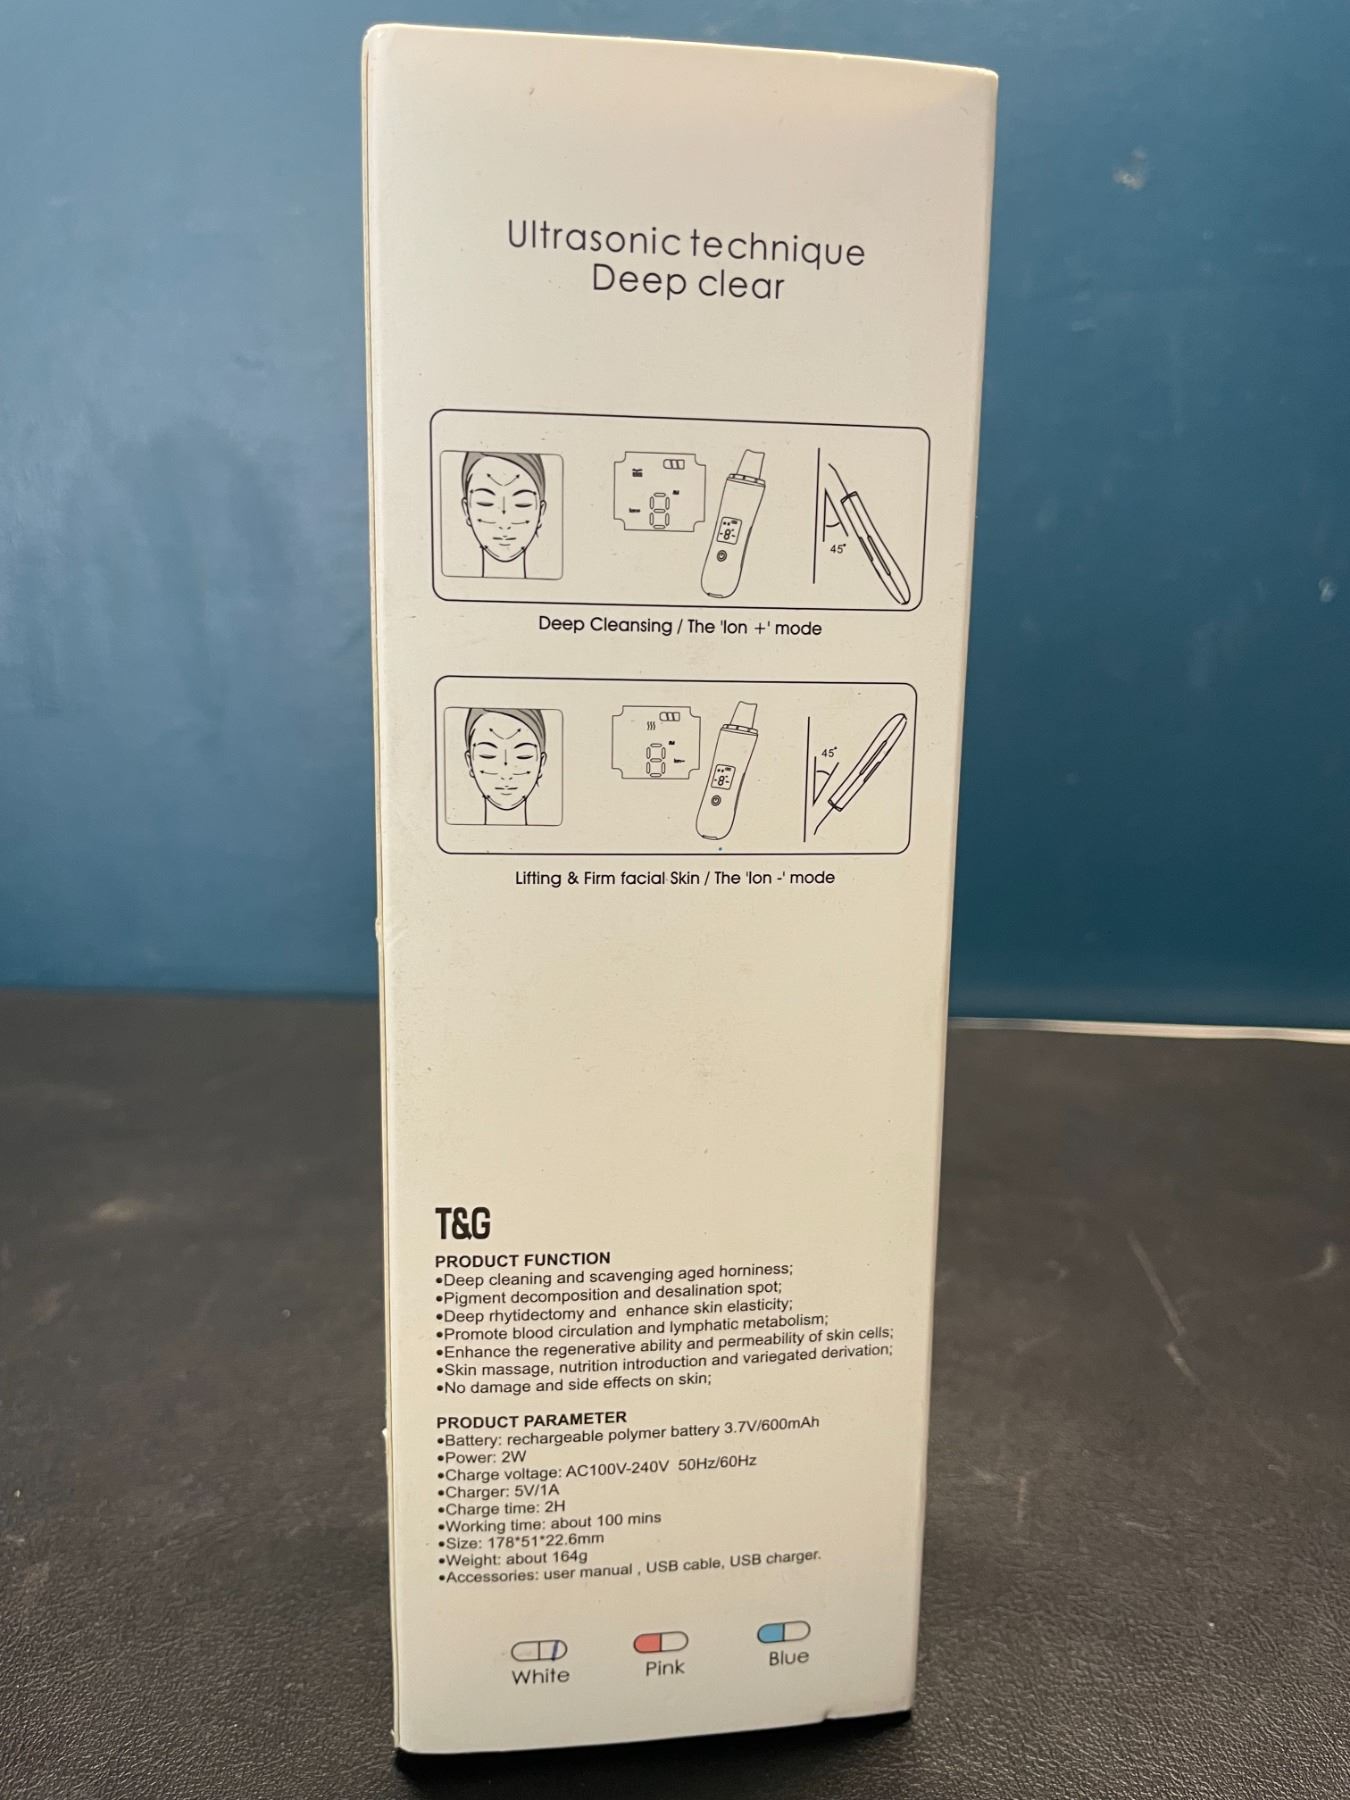 Ultrasonic technique
Deep clear
45°
Deep Cleansing / The 'Ion +' mode
45°
Lifting & Firm facial Skin / The 'Ion -' mode
T&G
PRODUCT FUNCTION
•Deep cleaning and scavenging aged horniness;
•Pigment decomposition and desalination spot;
•Deep rhytidectomy and enhance skin elasticity;
•Promote blood circulation and lymphatic metabolism;
•Enhance the regenerative ability and permeability of skin cells;
•Skin massage, nutrition introduction and variegated derivation;
•No damage and side effects on skin;
PRODUCT PARAMETER
•Battery: rechargeable polymer battery 3.7V/600mAh
•Power: 2W
•Charge voltage: AC100V-240V 50Hz/60Hz
•Charger: 5V/1A
•Charge time: 2H
•Working time: about 100 mins
•Size: 178*51*22.6mm
•Weight: about 164g
•Accessories: user manual , USB cable, USB charger.
White Pink Blue